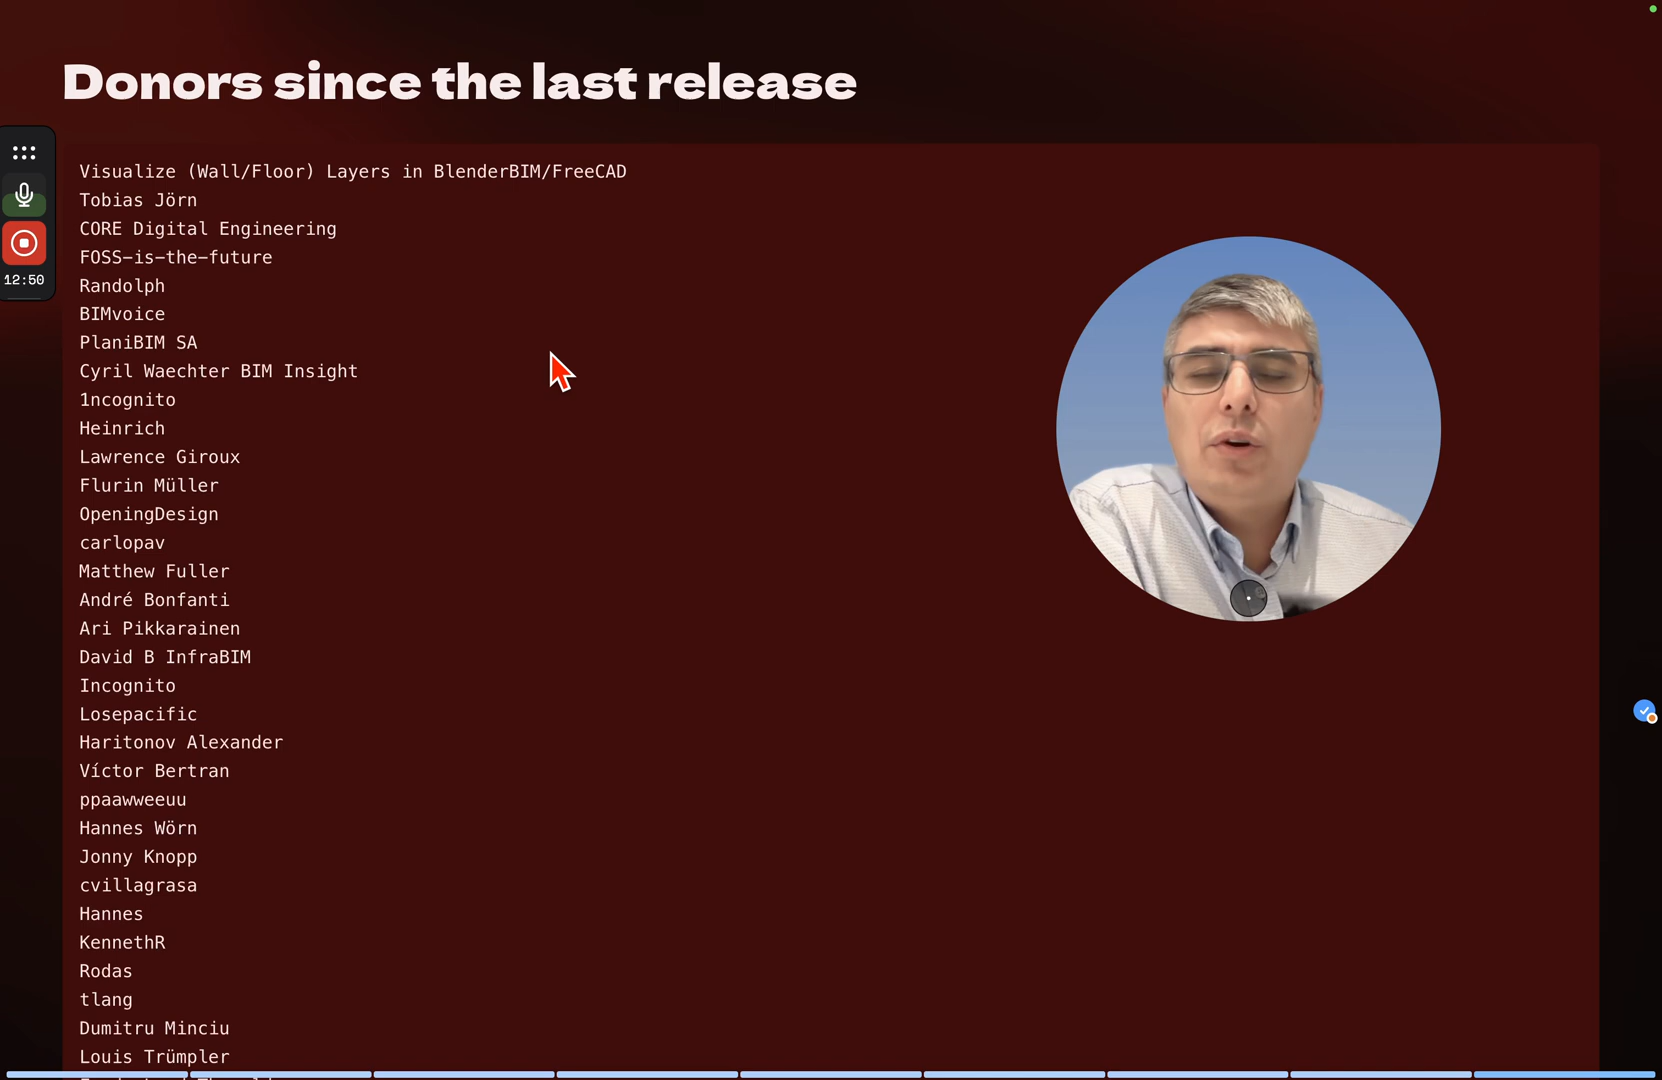 Donors since the last release
Visualize (Wall/Floor) Layers in BlenderBIM/FreeCAD
Tobias Jörn
CORE Digital Engineering
FOSS-is-the-future
Randolph
BIMvoice
PlaniBIM SA
Cyril Waechter BIM Insight
1ncognito
Heinrich
Lawrence Giroux
Flurin Müller
OpeningDesign
carlopav
Matthew Fuller
André Bonfanti
Ari Pikkarainen
David B InfraBIM
Incognito
Losepacific
Haritonov Alexander
Víctor Bertran
ppaawweeuu
Hannes Wörn
Jonny Knopp
cvillagrasa
Hannes
KennethR
Rodas
tlang
Dumitru Minciu
Louis Trümpler
12:50